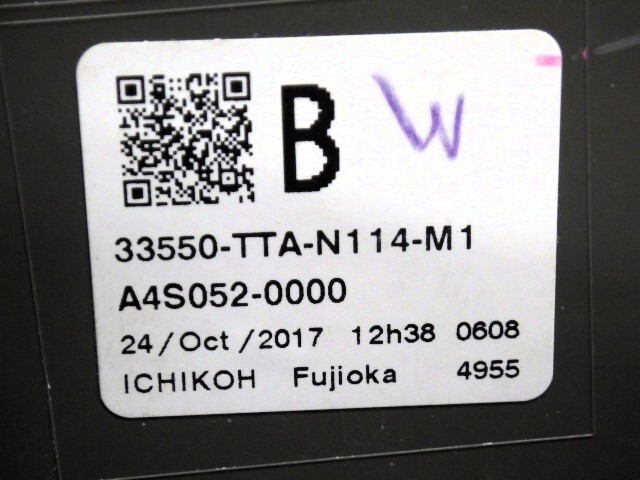 B W
33550-TTA-N114-M1
A4S052-0000
24/Oct/2017 12h38 0608
ICHIKOH Fujioka 4955